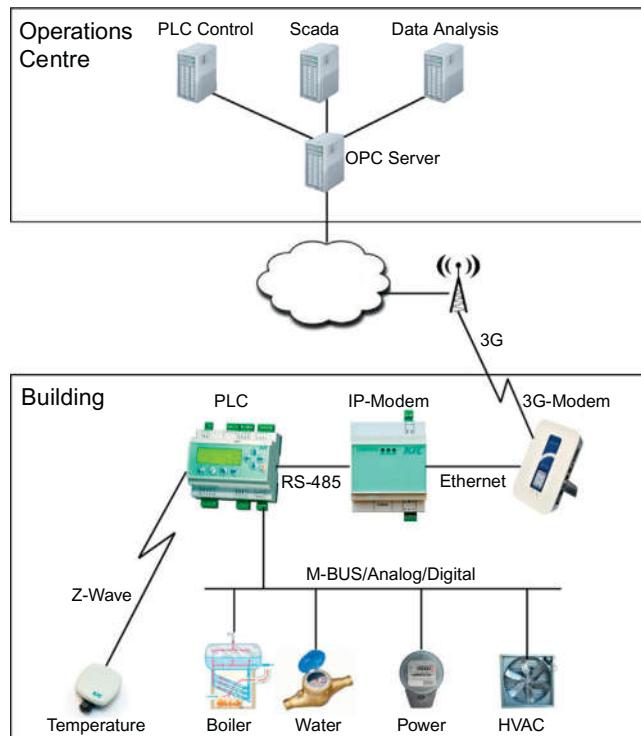 Operations
Centre
PLC Control
Scada
Data Analysis
OPC Server
3G
Building
PLC
IP-Modem
3G-Modem
RS-485
Ethernet
M-BUS/Analog/Digital
Z-Wave
Temperature
Boiler
Water
Power
HVAC